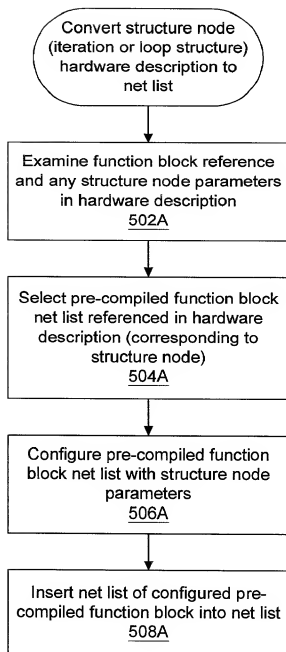 Convert structure node
(iteration or loop structure)
hardware description to
net list
Examine function block reference
and any structure node parameters
in hardware description
502A
Select pre-compiled function block
net list referenced in hardware
description (corresponding to
structure node)
504A
Configure pre-compiled function
block net list with structure node
parameters
506A
Insert net list of configured pre-
compiled function block into net list
508A